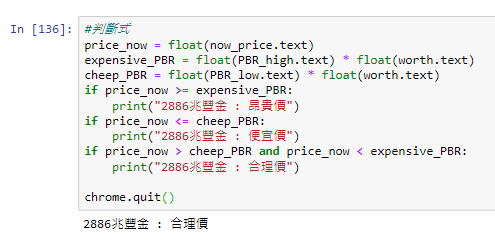 In [136]:
#判斷式
price_now = float(now_price.text)
expensive_PBR = float(PBR_high.text) * float(worth.text)
cheep_PBR = float(PBR_low.text) * float(worth.text)
if price_now >= expensive_PBR:
    print("2886兆豐金 : 昴貴價")
if price_now <= cheep_PBR:
    print("2886兆豐金 : 便宜價")
if price_now > cheep_PBR and price_now < expensive_PBR:
    print("2886兆豐金 : 合理價")
chrome.quit()
2886兆豐金 : 合理價